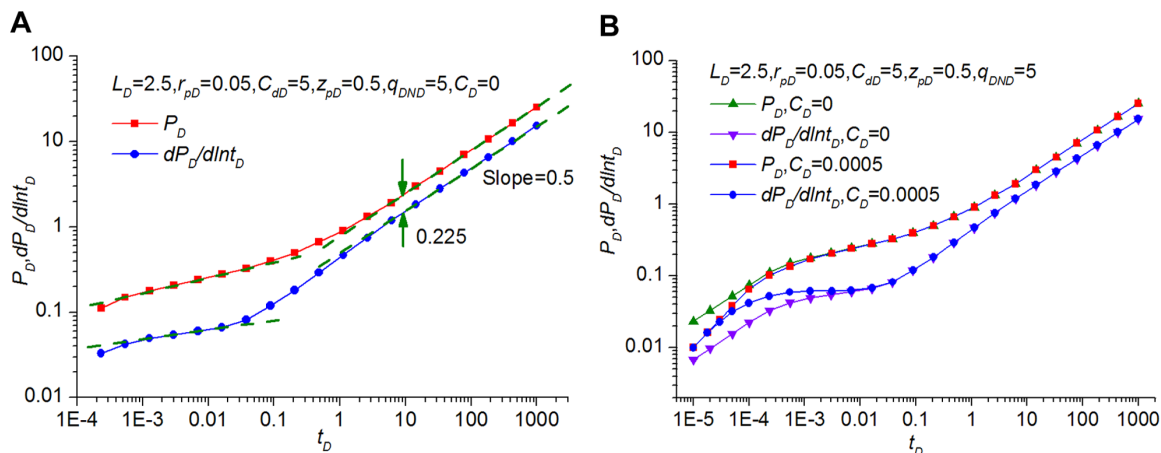 A
L_D=2.5,r_pD=0.05,C_dD=5,z_pD=0.5,q_DND=5,C_D=0
P_D
dP_D/dlnt_D
Slope=0.5
0.225
P_D,dP_D/dlnt_D
100
10
1
0.1
0.01
1E-4 1E-3 0.01 0.1 1 10 100 1000
t_D
B
L_D=2.5,r_pD=0.05,C_dD=5,z_pD=0.5,q_DND=5
P_D,C_D=0
dP_D/dlnt_D,C_D=0
P_D,C_D=0.0005
dP_D/dlnt_D,C_D=0.0005
P_D,dP_D/dlnt_D
100
10
1
0.1
0.01
1E-5 1E-4 1E-3 0.01 0.1 1 10 100 1000
t_D